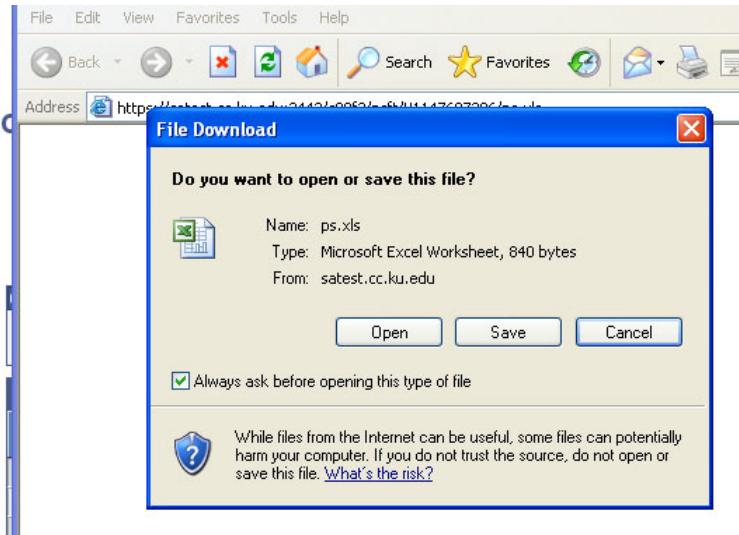 File Edit View Favorites Tools Help
Back Search Favorites
Address
File Download
Do you want to open or save this file?
Name: ps.xls
Type: Microsoft Excel Worksheet, 840 bytes
From: satest.cc.ku.edu
Open Save Cancel
Always ask before opening this type of file
While files from the Internet can be useful, some files can potentially
harm your computer. If you do not trust the source, do not open or
save this file. What's the risk?